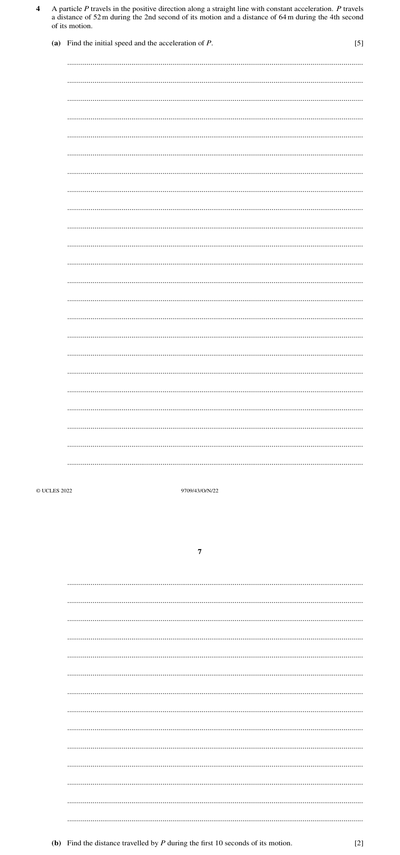 4 A particle P travels in the positive direction along a straight line with constant acceleration. P travels
a distance of 52 m during the 2nd second of its motion and a distance of 64 m during the 4th second
of its motion.
(a) Find the initial speed and the acceleration of P. [5]
© UCLES 2022 9709/43/O/N/22
7
(b) Find the distance travelled by P during the first 10 seconds of its motion. [2]